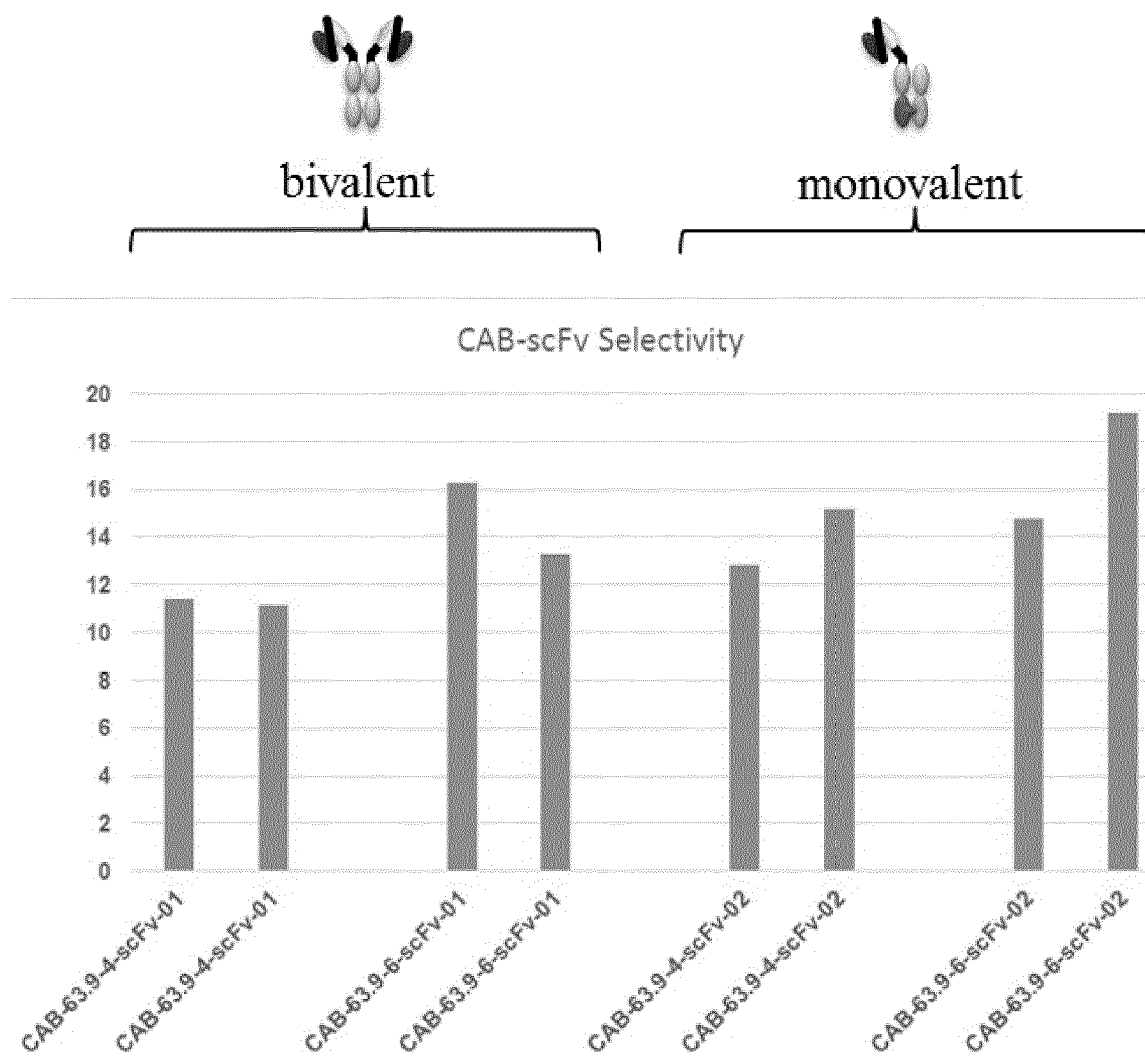 bivalent
monovalent
CAB-scFv Selectivity
20
18
16
14
12
10
8
6
4
2
0
CAB-63.9-4-scFv-01
CAB-63.9-4-scFv-01
CAB-63.9-6-scFv-01
CAB-63.9-6-scFv-01
CAB-63.9-4-scFv-02
CAB-63.9-4-scFv-02
CAB-63.9-6-scFv-02
CAB-63.9-6-scFv-02